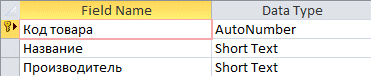 Field Name Data Type
Код товара AutoNumber
Название Short Text
Производитель Short Text